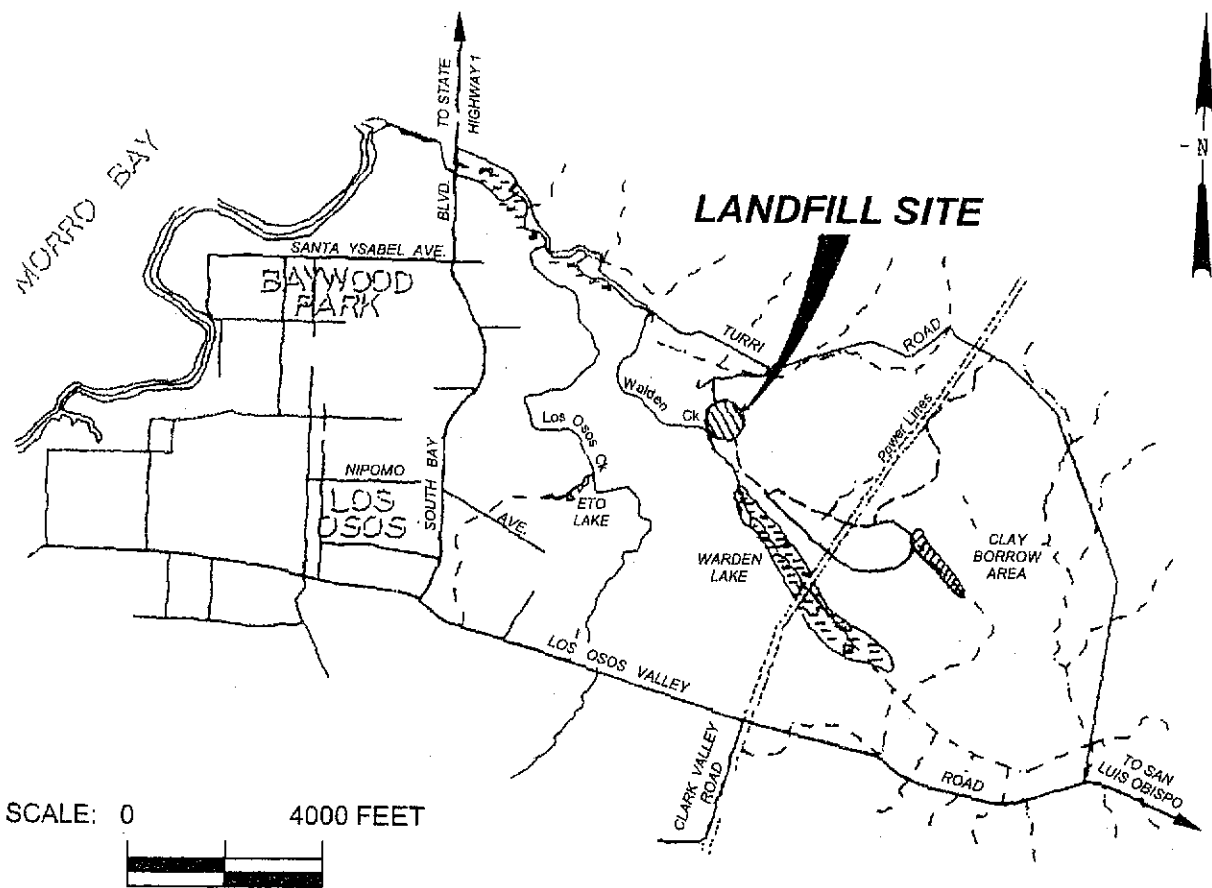 TO STATE
HIGHWAY 1
- N
MORRO BAY
LANDFILL SITE
BLVD.
SANTA YSABEL AVE.
BAYWOOD
PARK
TURRI
ROAD
Walden
Ck
Los Osos Ck
Power Lines
NIPOMO
LOS
OSOS
SOUTH BAY
AVE.
ETO
LAKE
WARDEN
LAKE
CLAY
BORROW
AREA
LOS OSOS VALLEY
ROAD
CLARK VALLEY
ROAD
TO SAN
LUIS OBISPO
SCALE: 0 4000 FEET